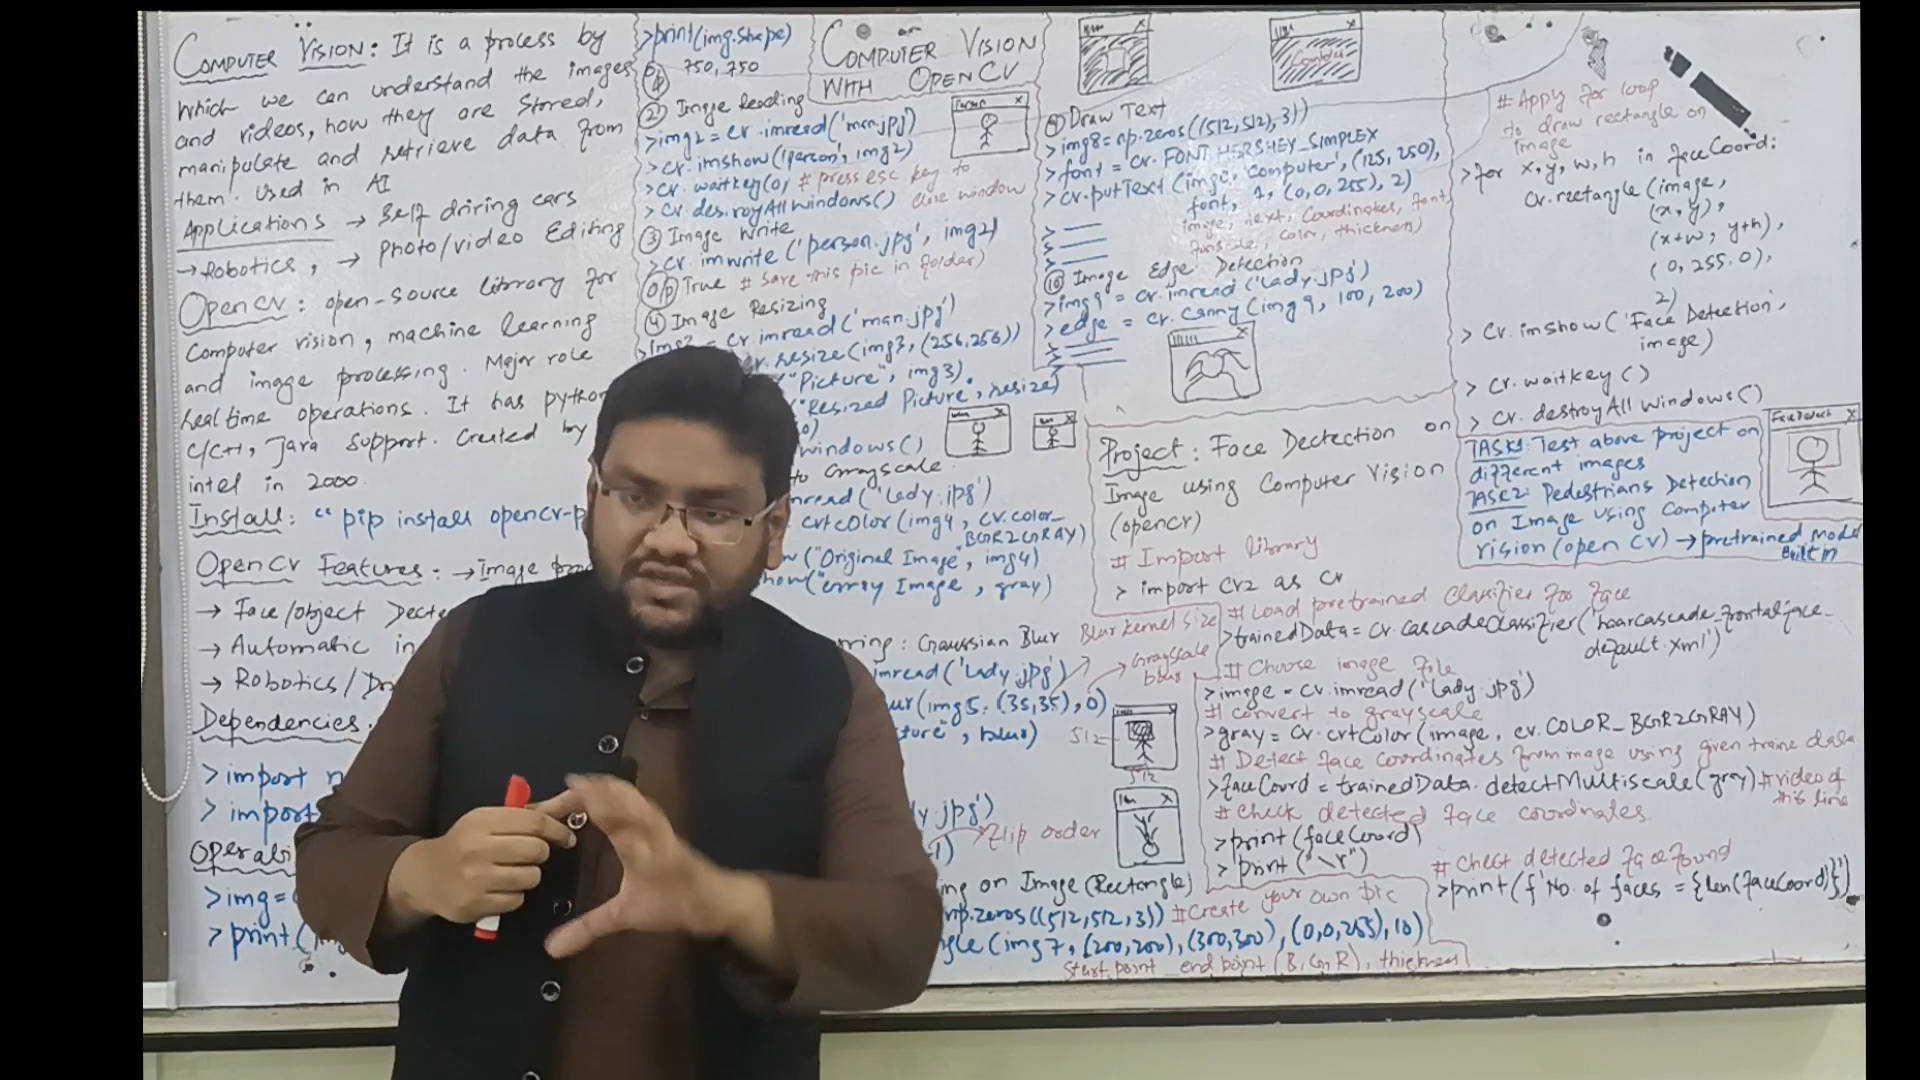 COMPUTER VISION: It is a process by
which we can understand the images
and videos, how they are stored,
manipulate and retrieve data from
them. Used in AI
Applications → Self driving cars
→ Robotics, → Photo/video Editing
OpenCV: open-source library for
Computer vision, machine learning
and image processing. Major role
Real time operations. It has python
C/C++, Java Support. Created by
intel in 2000.
Install: "pip install opencv-p
OpenCV Features: → Image pro
→ Face/object Decte
→ Automatic in
→ Robotics/Dri
Dependencies.
>import n
>import
Operati
>img=
>print(im
>print(img.shape)
O/p 750,750
② Image Reading
>img2=cv.imread('man.jpg')
>cv.imshow('person', img2)
>cv.waitkey(0) # press esc key to
>cv.des.royAllwindows() close window
③ Image Write
>cv.imwrite('person.jpg', img2)
O/p True # Save this pic in folder)
④ Image Resizing
= cv.imread('man.jpg')
resize(img3, (256,256))
("Picture", img3)
("Resized Picture", resize)
0)
windows()
to Grayscale
mread('lady.jpg')
cvtcolor(img4, cv.color_
BGR2GRAY)
w("Original Image", img4)
how("Gray Image", gray)
rring: Gaussian Blur
imread('lady.jpg')
ur(img5, (35,35), 0)
ture", blur)
Blur kernel size
Grayscale
blur
512
512
y.jpg')
-1)
Flip order
ng on Image (Rectangle)
np.zeros((512,512,3)) #Create your own pic
gle(img7, (200,200), (300,300), (0,0,255), 10)
Start point end point (B,G,R), thickness
COMPUTER VISION
WITH OPENCV
⑨ Draw Text
>img8=np.zeros((512,512),3))
>font = cv.FONT_HERSHEY_SIMPLEX
>cv.putText(img8,'Computer',(125,250),
font, 1, (0,0,255), 2)
image, text, Coordinates, font,
fontscale, color, thickness)
⑩ Image Edge Detection
>img9 = cv.imread('lady.jpg')
>edge = cv.canny(img9, 100, 200)
Project: Face Dectection on
Image using Computer Vision
(opencv)
# Import library
> import cv2 as cv
# Load pretrained Classifier for face
>trainedData = cv.CascadeClassifier('haarcascade_frontalface_
default.xml')
# Choose image file
>image = cv.imread('lady.jpg')
# convert to grayscale
>gray = cv.cvtColor(image, cv.COLOR_BGR2GRAY)
# Detect face coordinates from image using given traine data
>faceCoord = trainedData.detectMultiscale(gray) # video of
this line
# Check detected face coordinates
>print(faceCoord)
>print("\r")
# Check detected face found
>print(f'No. of faces = {len(faceCoord)}')
# Apply for loop
to draw rectangle on
image
>for x,y,w,h in faceCoord:
cv.rectangle(image,
(x,y),
(x+w, y+h),
(0,255.0),
2)
> cv.imshow('Face Detection',
image)
> cv.waitkey()
> cv.destroyAllWindows()
TASK1: Test above project on
different images
TASK2: Pedestrians Detection
on Image using Computer
vision (open CV) → pretrained model
Built in